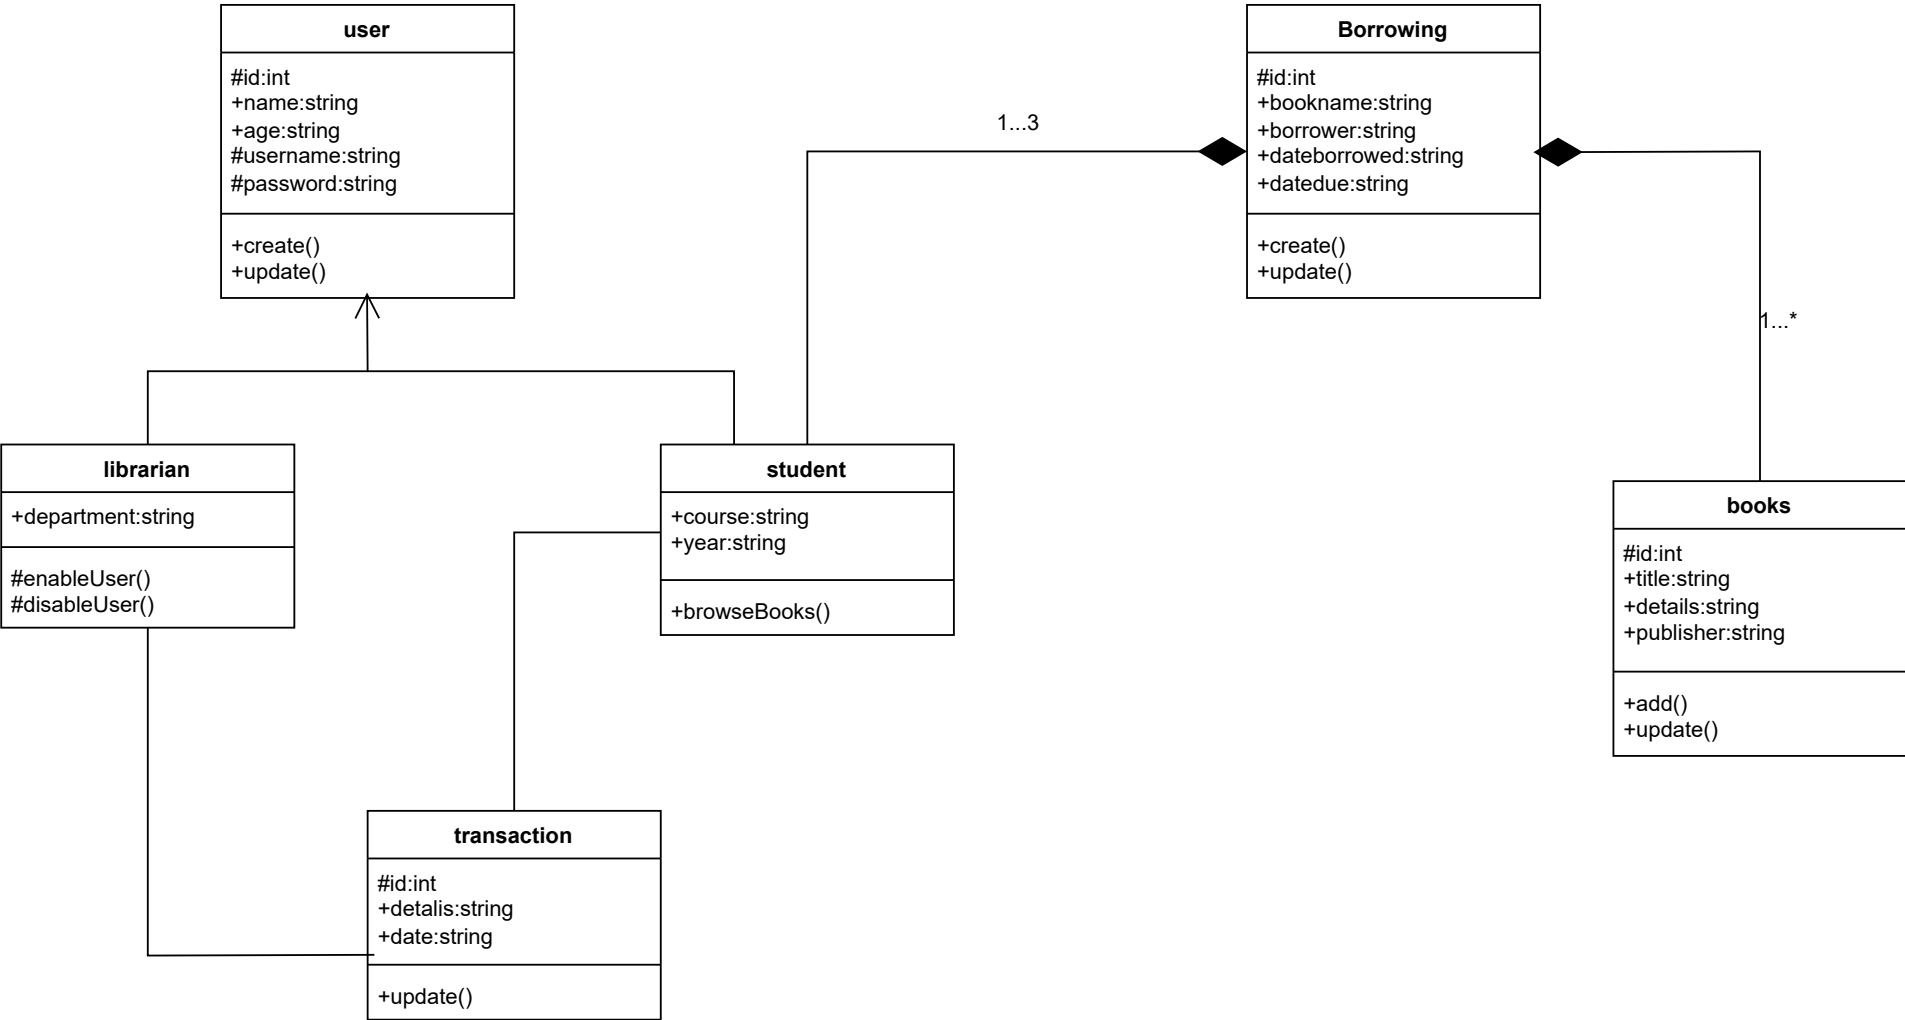 user
#id:int
+name:string
+age:string
#username:string
#password:string
+create()
+update()
Borrowing
#id:int
+bookname:string
+borrower:string
+dateborrowed:string
+datedue:string
+create()
+update()
1...3
1...*
librarian
+department:string
#enableUser()
#disableUser()
student
+course:string
+year:string
+browseBooks()
books
#id:int
+title:string
+details:string
+publisher:string
+add()
+update()
transaction
#id:int
+detalis:string
+date:string
+update()